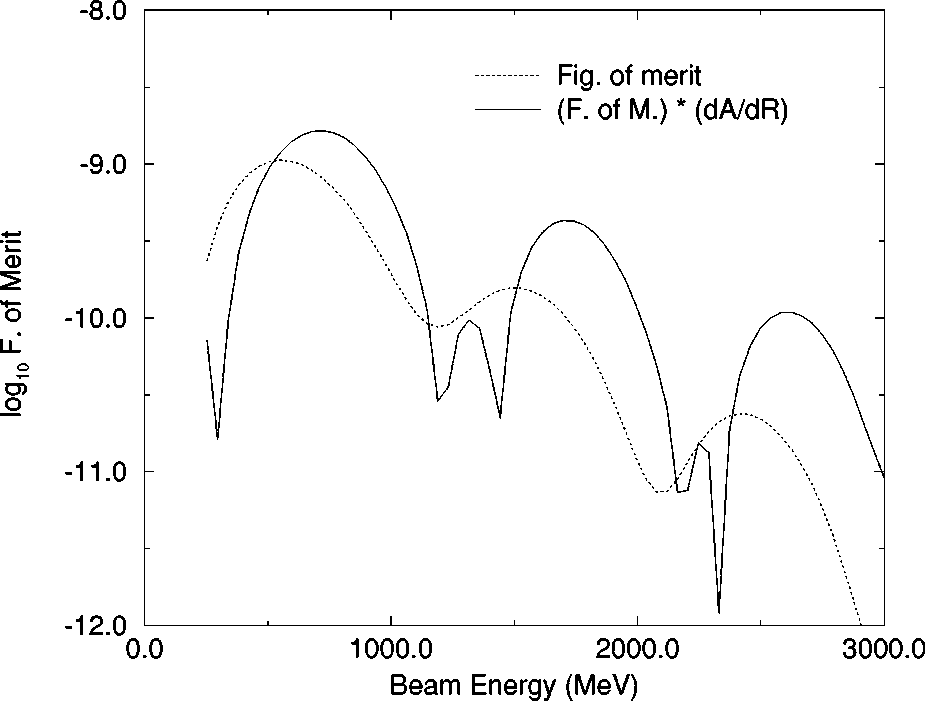 -8.0
Fig. of merit
(F. of M.) * (dA/dR)
-9.0
log10 F. of Merit
-10.0
-11.0
-12.0
0.0 1000.0 2000.0 3000.0
Beam Energy (MeV)